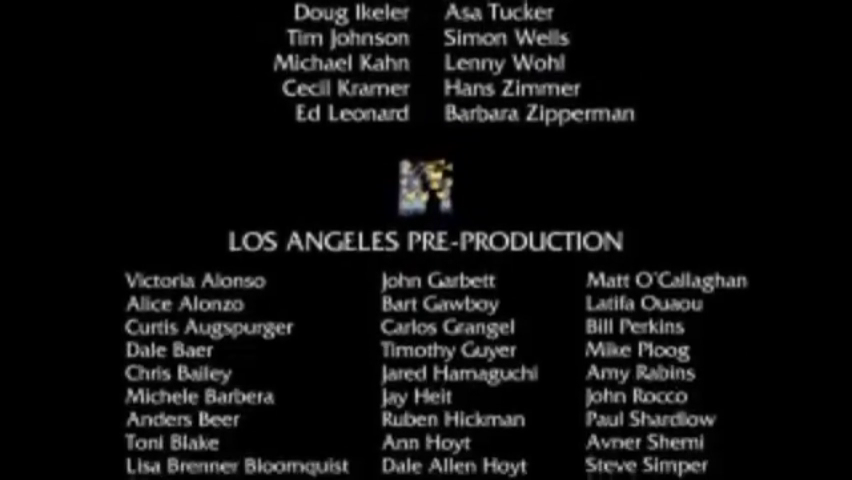 Doug Ikeler Asa Tucker
Tim Johnson Simon Wells
Michael Kahn Lenny Wohl
Cecil Kramer Hans Zimmer
Ed Leonard Barbara Zipperman
LOS ANGELES PRE-PRODUCTION
Victoria Alonso John Garbett Matt O'Callaghan
Alice Alonzo Bart Gawboy Latifa Ouaou
Curtis Augspurger Carlos Grangel Bill Perkins
Dale Baer Timothy Guyer Mike Ploog
Chris Bailey Jared Hamaguchi Amy Rabins
Michele Barbera Jay Heit John Rocco
Anders Beer Ruben Hickman Paul Shardlow
Toni Blake Ann Hoyt Avner Shemi
Lisa Brenner Bloomquist Dale Allen Hoyt Steve Simper